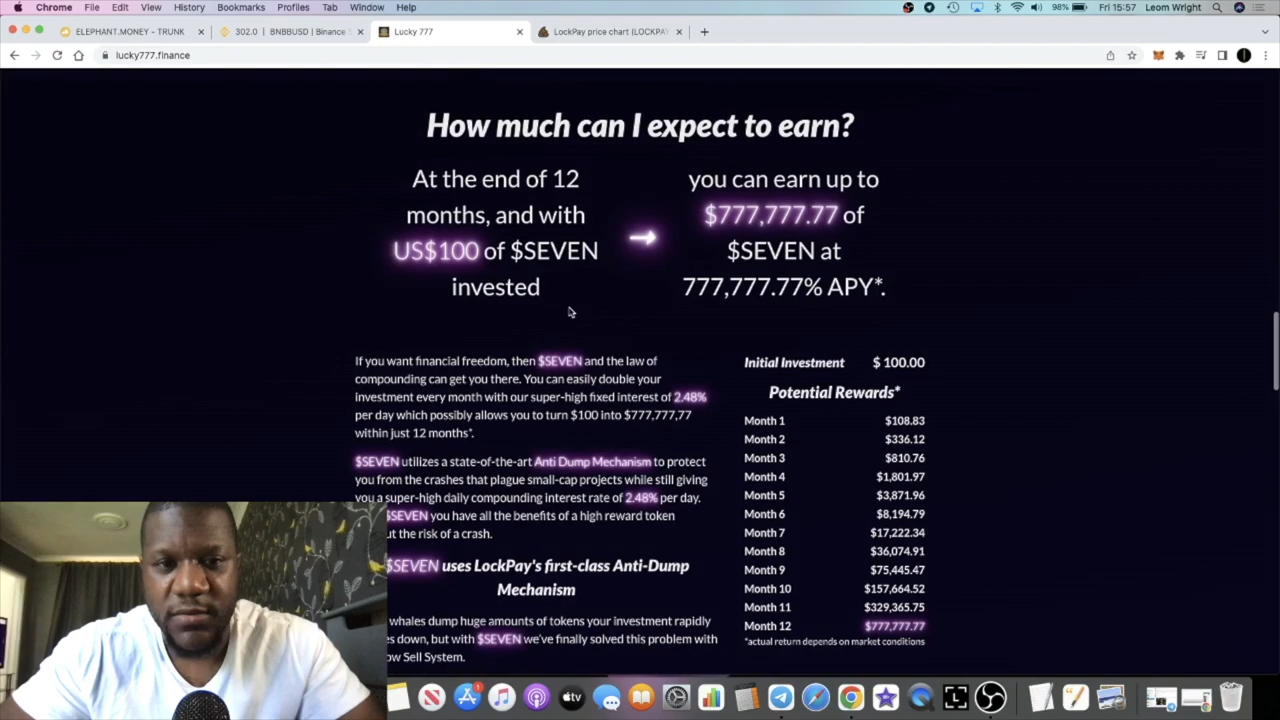 Chrome File Edit View History Bookmarks Profiles Tab Window Help 98% Fri 15:57 Leom Wright
ELEPHANT.MONEY - TRUNK 302.0 | BNBBUSD | Binance Lucky 777 LockPay price chart (LOCKPAY
lucky777.finance
How much can I expect to earn?
At the end of 12
months, and with
US$100 of $SEVEN
invested
you can earn up to
$777,777.77 of
$SEVEN at
777,777.77% APY*.
If you want financial freedom, then $SEVEN and the law of
compounding can get you there. You can easily double your
investment every month with our super-high fixed interest of 2.48%
per day which possibly allows you to turn $100 into $777,777,77
within just 12 months*.
$SEVEN utilizes a state-of-the-art Anti Dump Mechanism to protect
you from the crashes that plague small-cap projects while still giving
you a super-high daily compounding interest rate of 2.48% per day.
$SEVEN you have all the benefits of a high reward token
the risk of a crash.
$SEVEN uses LockPay's first-class Anti-Dump
Mechanism
whales dump huge amounts of tokens your investment rapidly
down, but with $SEVEN we've finally solved this problem with
Sell System.
Initial Investment $ 100.00
Potential Rewards*
Month 1 $108.83
Month 2 $336.12
Month 3 $810.76
Month 4 $1,801.97
Month 5 $3,871.96
Month 6 $8,194.79
Month 7 $17,222.34
Month 8 $36,074.91
Month 9 $75,445.47
Month 10 $157,664.52
Month 11 $329,365.75
Month 12 $777,777.77
*actual return depends on market conditions
tv